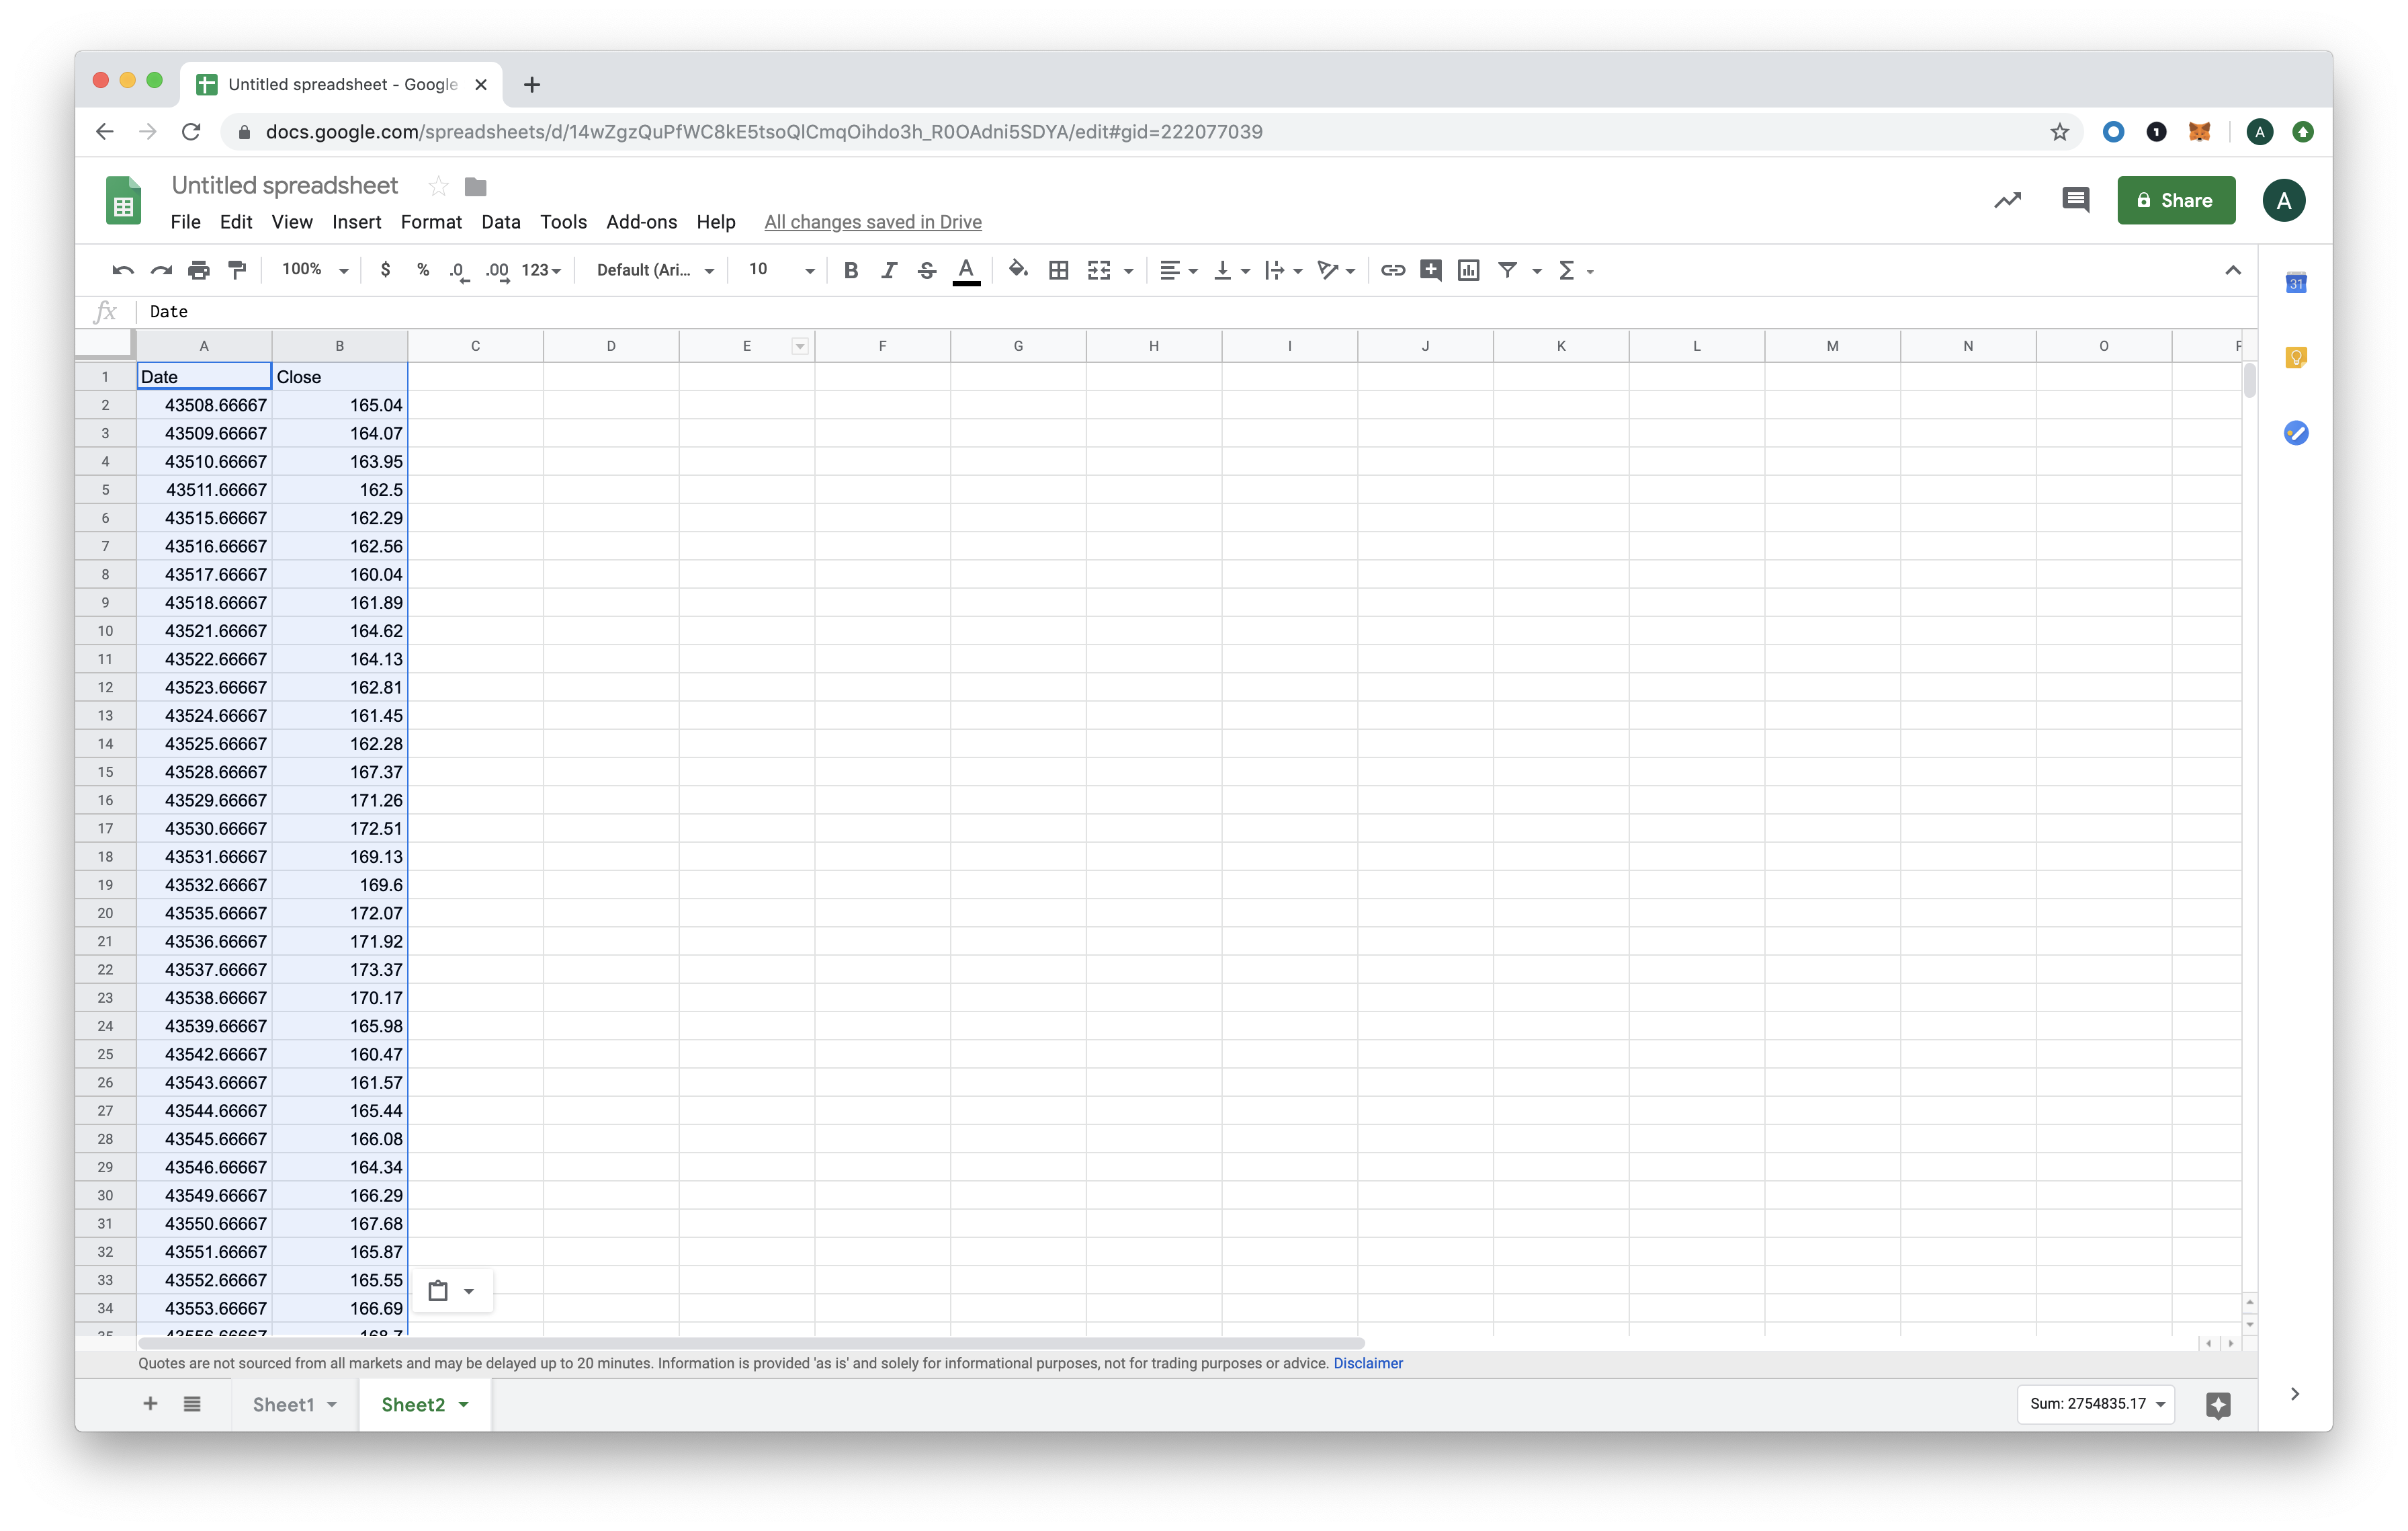 Untitled spreadsheet - Google
docs.google.com/spreadsheets/d/14wZgzQuPfWC8kE5tsoQlCmqOihdo3h_R0OAdni5SDYA/edit#gid=222077039
A
Untitled spreadsheet
File Edit View Insert Format Data Tools Add-ons Help All changes saved in Drive
Share
A
100% $ % .0 .00 123 Default (Ari... 10 B I S A Σ
31
fx Date
A B C D E F G H I J K L M N O
1 Date Close
2 43508.66667 165.04
3 43509.66667 164.07
4 43510.66667 163.95
5 43511.66667 162.5
6 43515.66667 162.29
7 43516.66667 162.56
8 43517.66667 160.04
9 43518.66667 161.89
10 43521.66667 164.62
11 43522.66667 164.13
12 43523.66667 162.81
13 43524.66667 161.45
14 43525.66667 162.28
15 43528.66667 167.37
16 43529.66667 171.26
17 43530.66667 172.51
18 43531.66667 169.13
19 43532.66667 169.6
20 43535.66667 172.07
21 43536.66667 171.92
22 43537.66667 173.37
23 43538.66667 170.17
24 43539.66667 165.98
25 43542.66667 160.47
26 43543.66667 161.57
27 43544.66667 165.44
28 43545.66667 166.08
29 43546.66667 164.34
30 43549.66667 166.29
31 43550.66667 167.68
32 43551.66667 165.87
33 43552.66667 165.55
34 43553.66667 166.69
35 43556.66667 168.7
Quotes are not sourced from all markets and may be delayed up to 20 minutes. Information is provided 'as is' and solely for informational purposes, not for trading purposes or advice. Disclaimer
Sheet1 Sheet2 Sum: 2754835.17